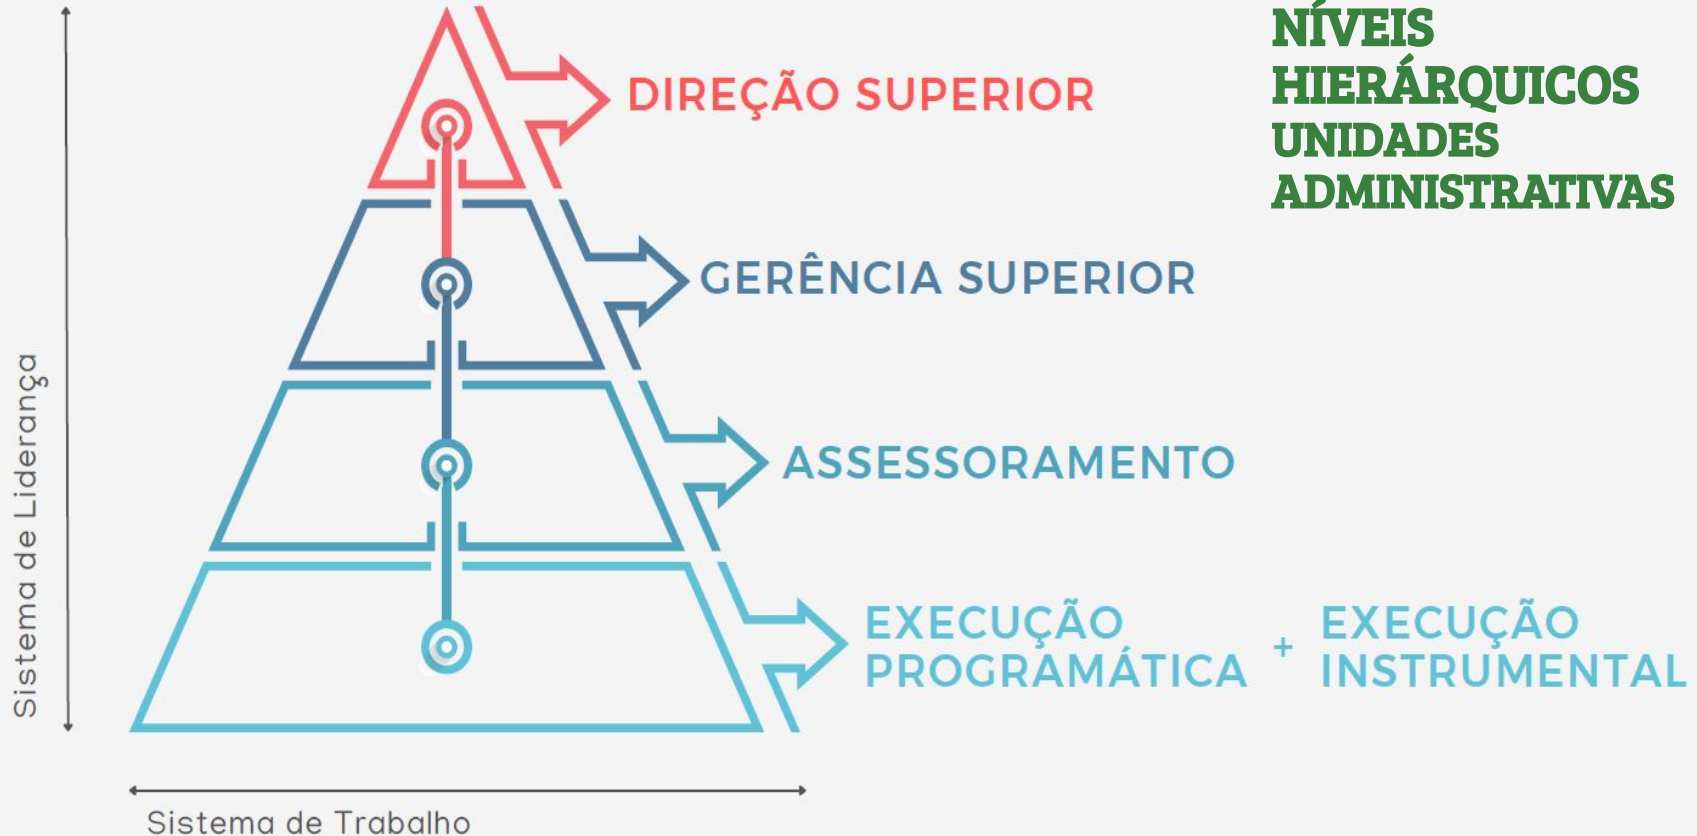 NÍVEIS
HIERÁRQUICOS
UNIDADES
ADMINISTRATIVAS
DIREÇÃO SUPERIOR
GERÊNCIA SUPERIOR
ASSESSORAMENTO
EXECUÇÃO
PROGRAMÁTICA
+
EXECUÇÃO
INSTRUMENTAL
Sistema de Liderança
Sistema de Trabalho